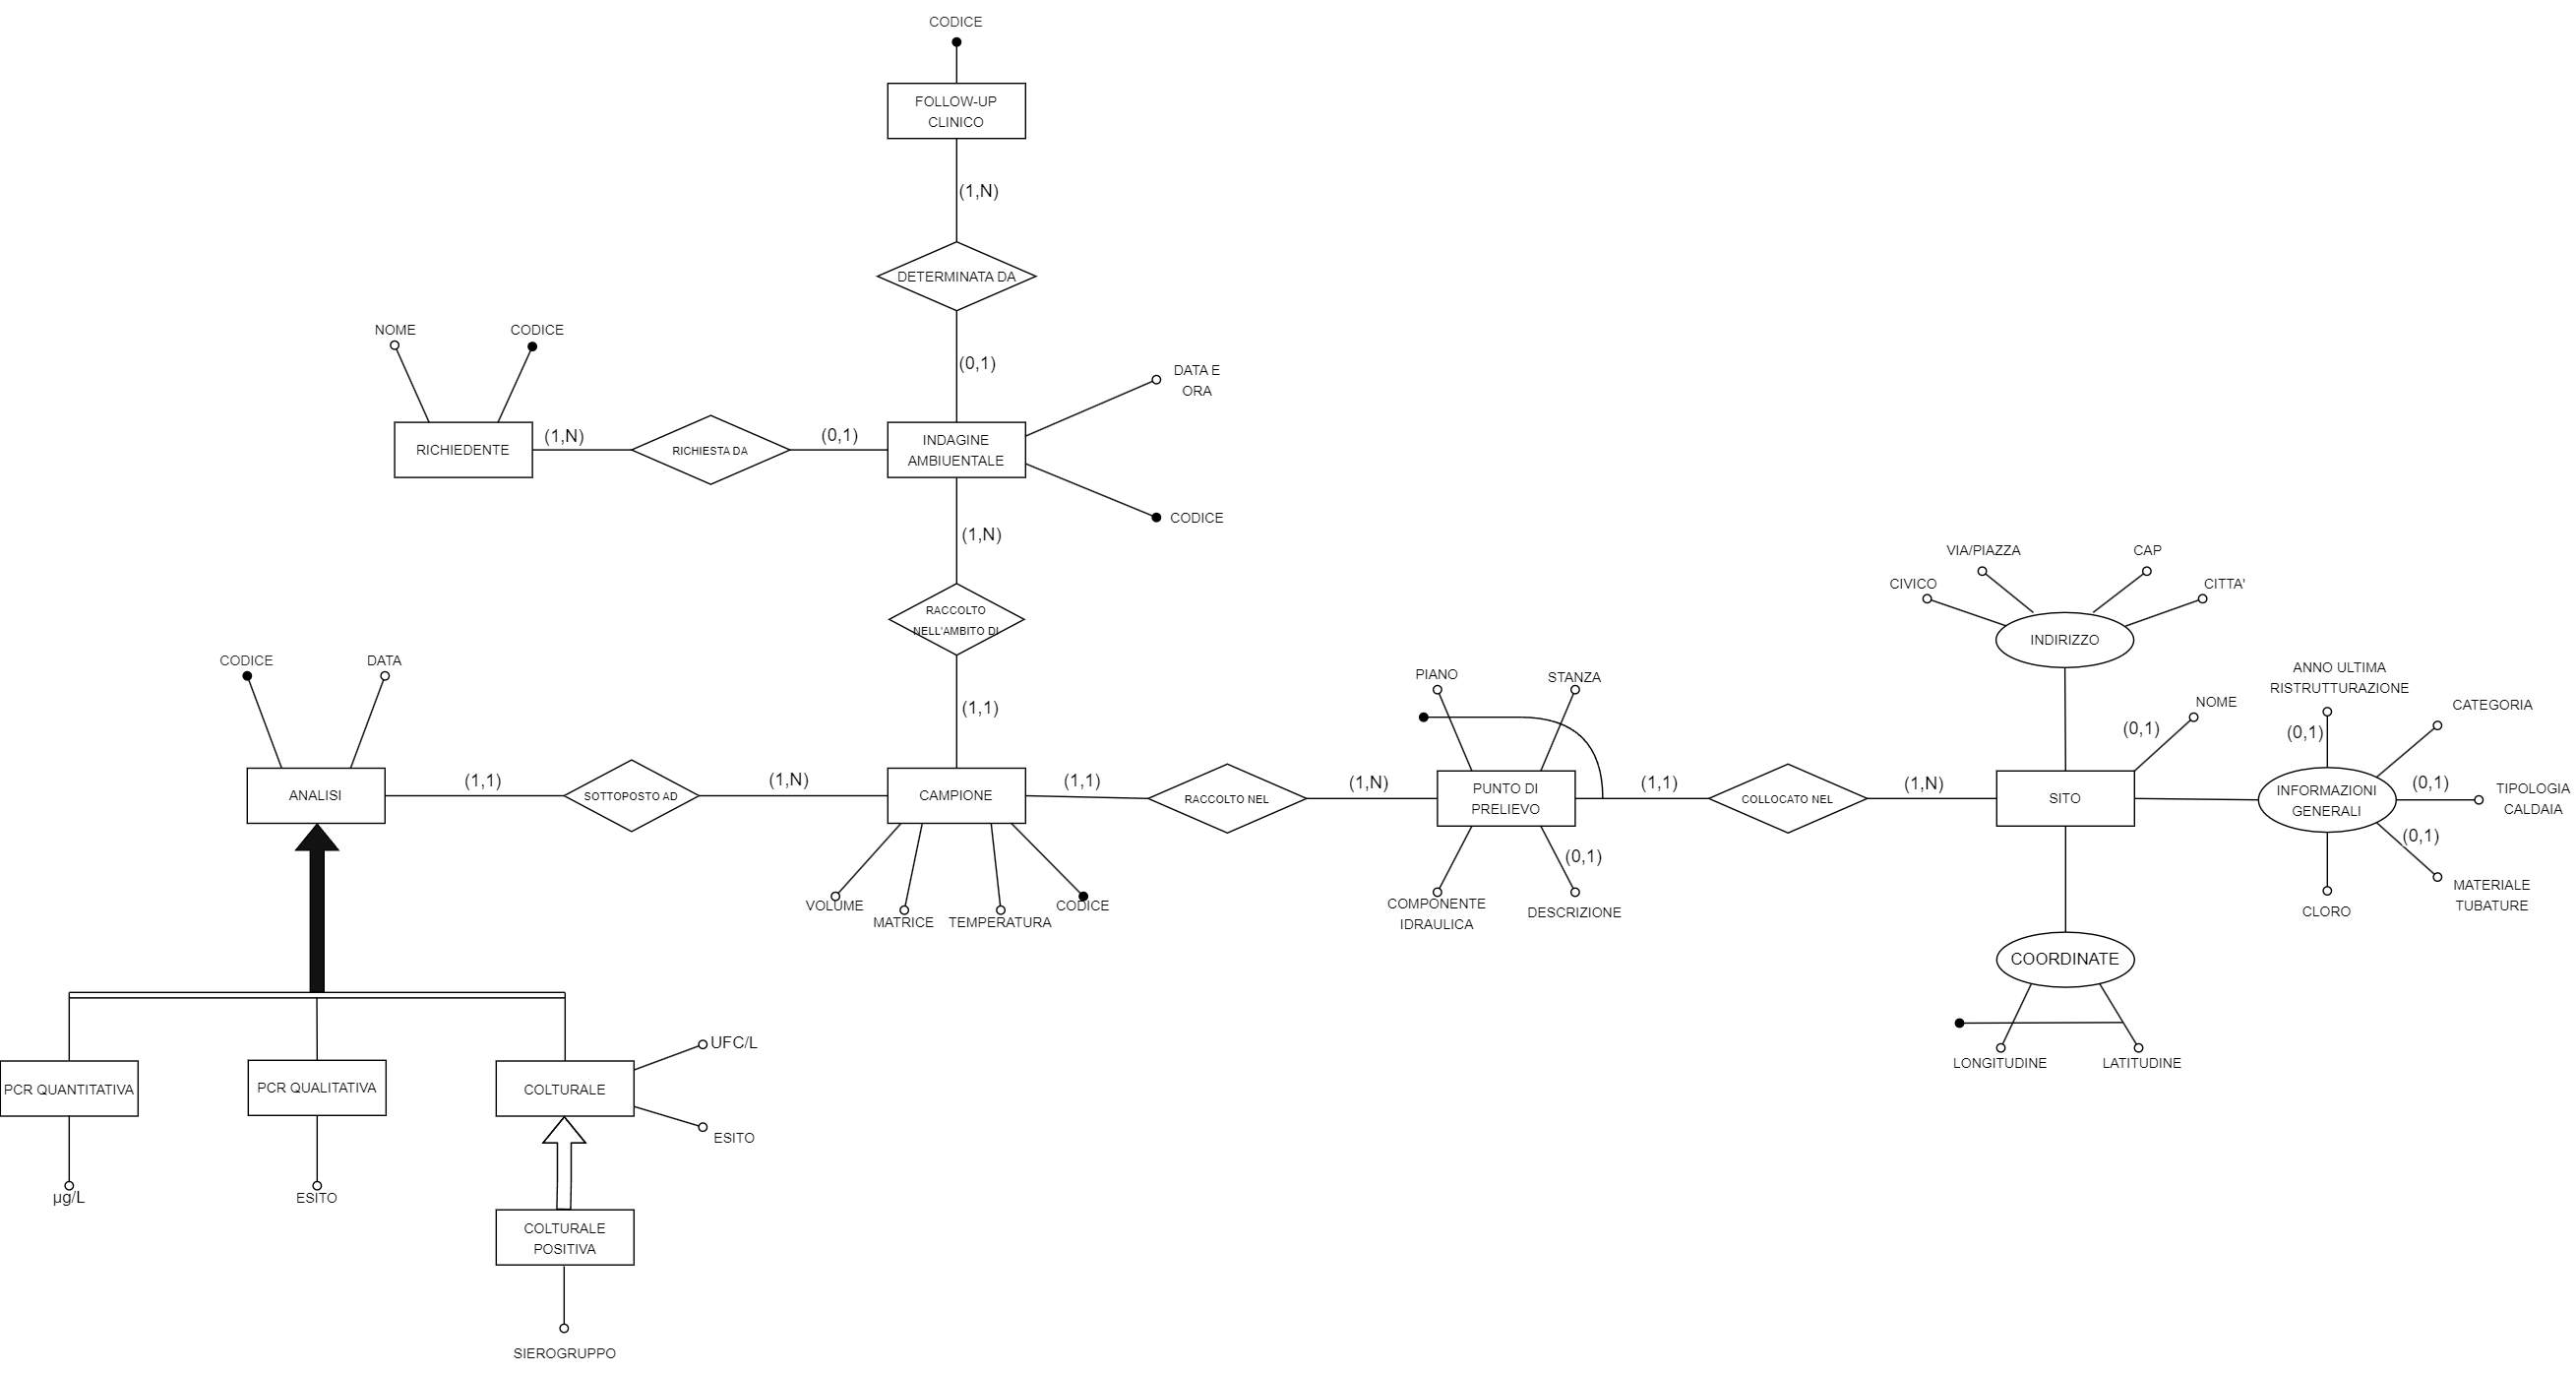 CODICE
FOLLOW-UP
CLINICO
(1,N)
DETERMINATA DA
(0,1)
NOME
CODICE
DATA E
ORA
RICHIEDENTE
(1,N)
RICHIESTA DA
(0,1)
INDAGINE
AMBIUENTALE
CODICE
(1,N)
RACCOLTO
NELL'AMBITO DI
(1,1)
VIA/PIAZZA
CAP
CIVICO
CITTA'
INDIRIZZO
CODICE
DATA
PIANO
STANZA
NOME
(0,1)
ANNO ULTIMA
RISTRUTTURAZIONE
(0,1)
CATEGORIA
ANALISI
(1,1)
SOTTOPOSTO AD
(1,N)
CAMPIONE
(1,1)
RACCOLTO NEL
(1,N)
PUNTO DI
PRELIEVO
(1,1)
COLLOCATO NEL
(1,N)
SITO
INFORMAZIONI
GENERALI
(0,1)
TIPOLOGIA
CALDAIA
(0,1)
MATERIALE
TUBATURE
CLORO
VOLUME
MATRICE
TEMPERATURA
CODICE
COMPONENTE
IDRAULICA
(0,1)
DESCRIZIONE
COORDINATE
LONGITUDINE
LATITUDINE
PCR QUANTITATIVA
PCR QUALITATIVA
COLTURALE
UFC/L
ESITO
µg/L
ESITO
COLTURALE
POSITIVA
SIEROGRUPPO